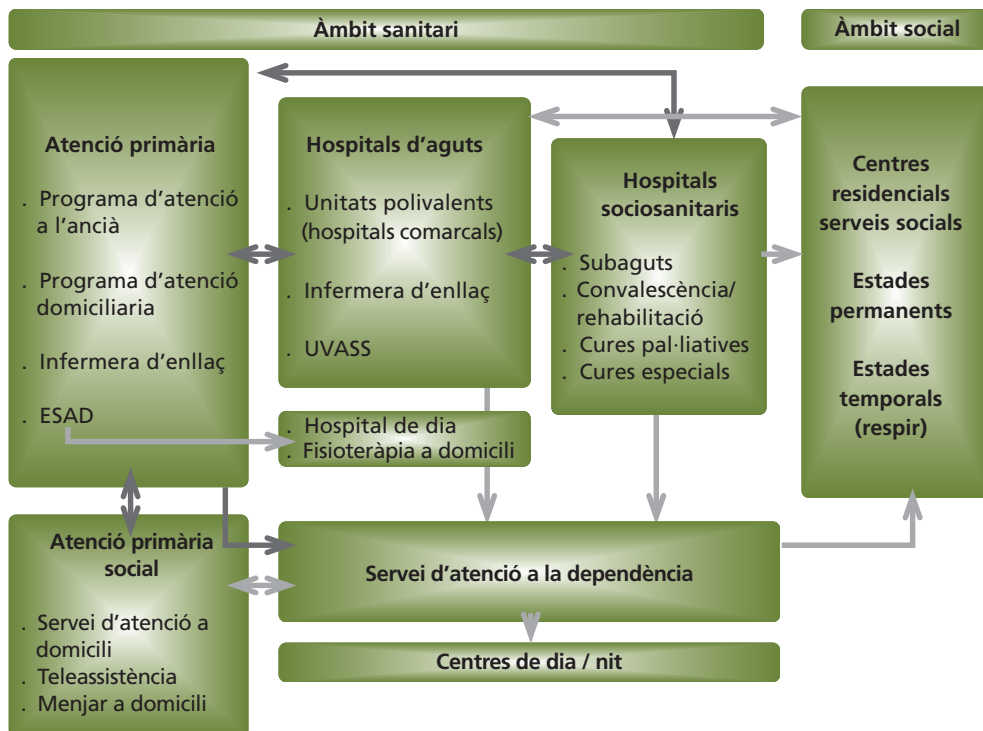 Àmbit sanitari
Àmbit social
Atenció primària
. Programa d'atenció
a l'ancià
. Programa d'atenció
domiciliaria
. Infermera d'enllaç
. ESAD
Hospitals d'aguts
. Unitats polivalents
(hospitals comarcals)
. Infermera d'enllaç
. UVASS
. Hospital de dia
. Fisioteràpia a domicili
Hospitals
sociosanitaris
. Subaguts
. Convalescència/
rehabilitació
. Cures pal·liatives
. Cures especials
Centres
residencials
serveis socials
Estades
permanents
Estades
temporals
(respir)
Atenció primària
social
. Servei d'atenció a
domicili
. Teleassistència
. Menjar a domicili
Servei d'atenció a la dependència
Centres de dia / nit